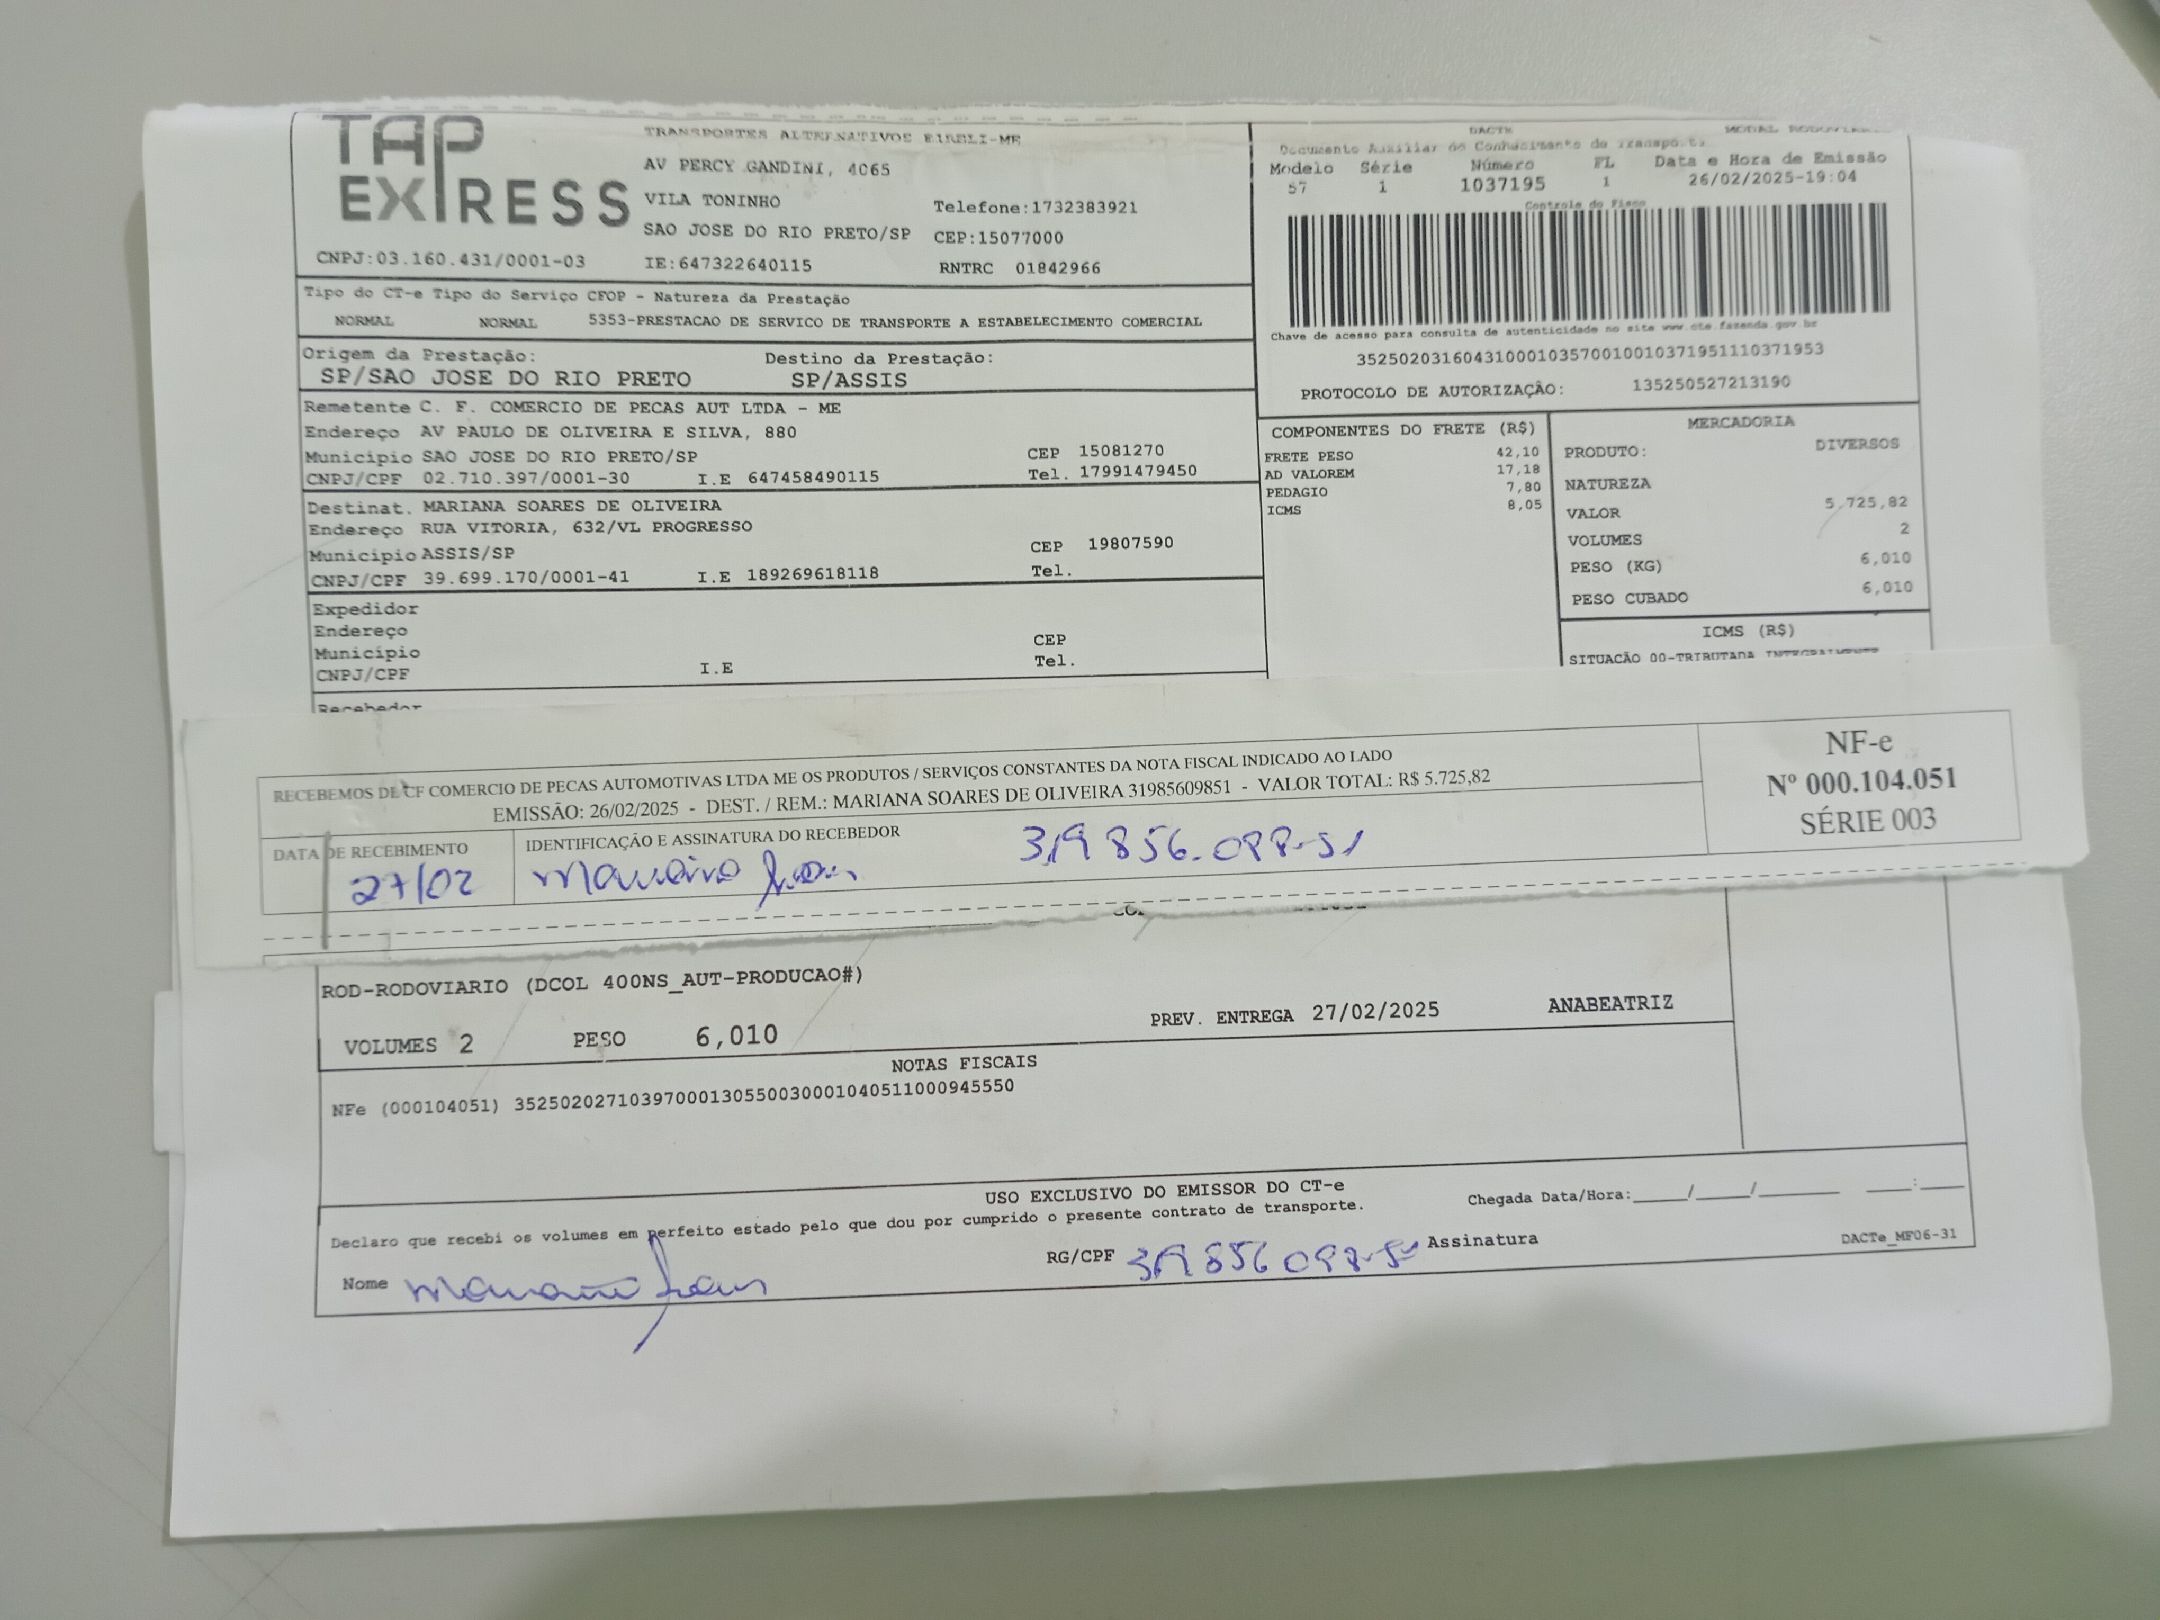 TAP EXPRESS
TRANSPORTES ALTERNATIVOS EIRELI-ME
AV PERCY GANDINI, 4065
VILA TONINHO
Telefone:1732383921
SAO JOSE DO RIO PRETO/SP CEP:15077000
CNPJ:03.160.431/0001-03 IE:647322640115 RNTRC 01842966
DACTE
Documento Auxiliar do Conhecimento de Transporte
Modelo Série Número FL Data e Hora de Emissão
57 1 1037195 1 26/02/2025-19:04
Controle do Fisco
Chave de acesso para consulta de autenticidade no site www.cte.fazenda.gov.br
35250203160431000103570010010371951110371953
PROTOCOLO DE AUTORIZAÇÃO: 135250527213190
Tipo do CT-e Tipo do Serviço CFOP - Natureza da Prestação
NORMAL NORMAL 5353-PRESTACAO DE SERVICO DE TRANSPORTE A ESTABELECIMENTO COMERCIAL
Origem da Prestação: Destino da Prestação:
SP/SAO JOSE DO RIO PRETO SP/ASSIS
Remetente C. F. COMERCIO DE PECAS AUT LTDA - ME
Endereço AV PAULO DE OLIVEIRA E SILVA, 880
Município SAO JOSE DO RIO PRETO/SP CEP 15081270
CNPJ/CPF 02.710.397/0001-30 I.E 647458490115 Tel. 17991479450
Destinat. MARIANA SOARES DE OLIVEIRA
Endereço RUA VITORIA, 632/VL PROGRESSO
Município ASSIS/SP CEP 19807590
CNPJ/CPF 39.699.170/0001-41 I.E 189269618118 Tel.
Expedidor
Endereço
Município CEP
CNPJ/CPF I.E Tel.
Recebedor
COMPONENTES DO FRETE (R$)
FRETE PESO 42,10
AD VALOREM 17,18
PEDAGIO 7,80
ICMS 8,05
MERCADORIA
PRODUTO: DIVERSOS
NATUREZA
VALOR 5.725,82
VOLUMES 2
PESO (KG) 6,010
PESO CUBADO 6,010
ICMS (R$)
SITUACÃO 00-TRIBUTADA INTEGRALMENTE
RECEBEMOS DE CF COMERCIO DE PECAS AUTOMOTIVAS LTDA ME OS PRODUTOS / SERVIÇOS CONSTANTES DA NOTA FISCAL INDICADO AO LADO
EMISSÃO: 26/02/2025 - DEST. / REM.: MARIANA SOARES DE OLIVEIRA 31985609851 - VALOR TOTAL: R$ 5.725,82
NF-e
Nº 000.104.051
SÉRIE 003
DATA DE RECEBIMENTO IDENTIFICAÇÃO E ASSINATURA DO RECEBEDOR
27/02 Mariana
ROD-RODOVIARIO (DCOL 400NS_AUT-PRODUCAO#)
VOLUMES 2 PESO 6,010 PREV. ENTREGA 27/02/2025 ANABEATRIZ
NOTAS FISCAIS
NFe (000104051) 35250202710397000130550030001040511000945550
USO EXCLUSIVO DO EMISSOR DO CT-e
Declaro que recebi os volumes em perfeito estado pelo que dou por cumprido o presente contrato de transporte.
Chegada Data/Hora:____/____/______ ___:___
Nome Mariana RG/CPF Assinatura
DACTe_MF06-31